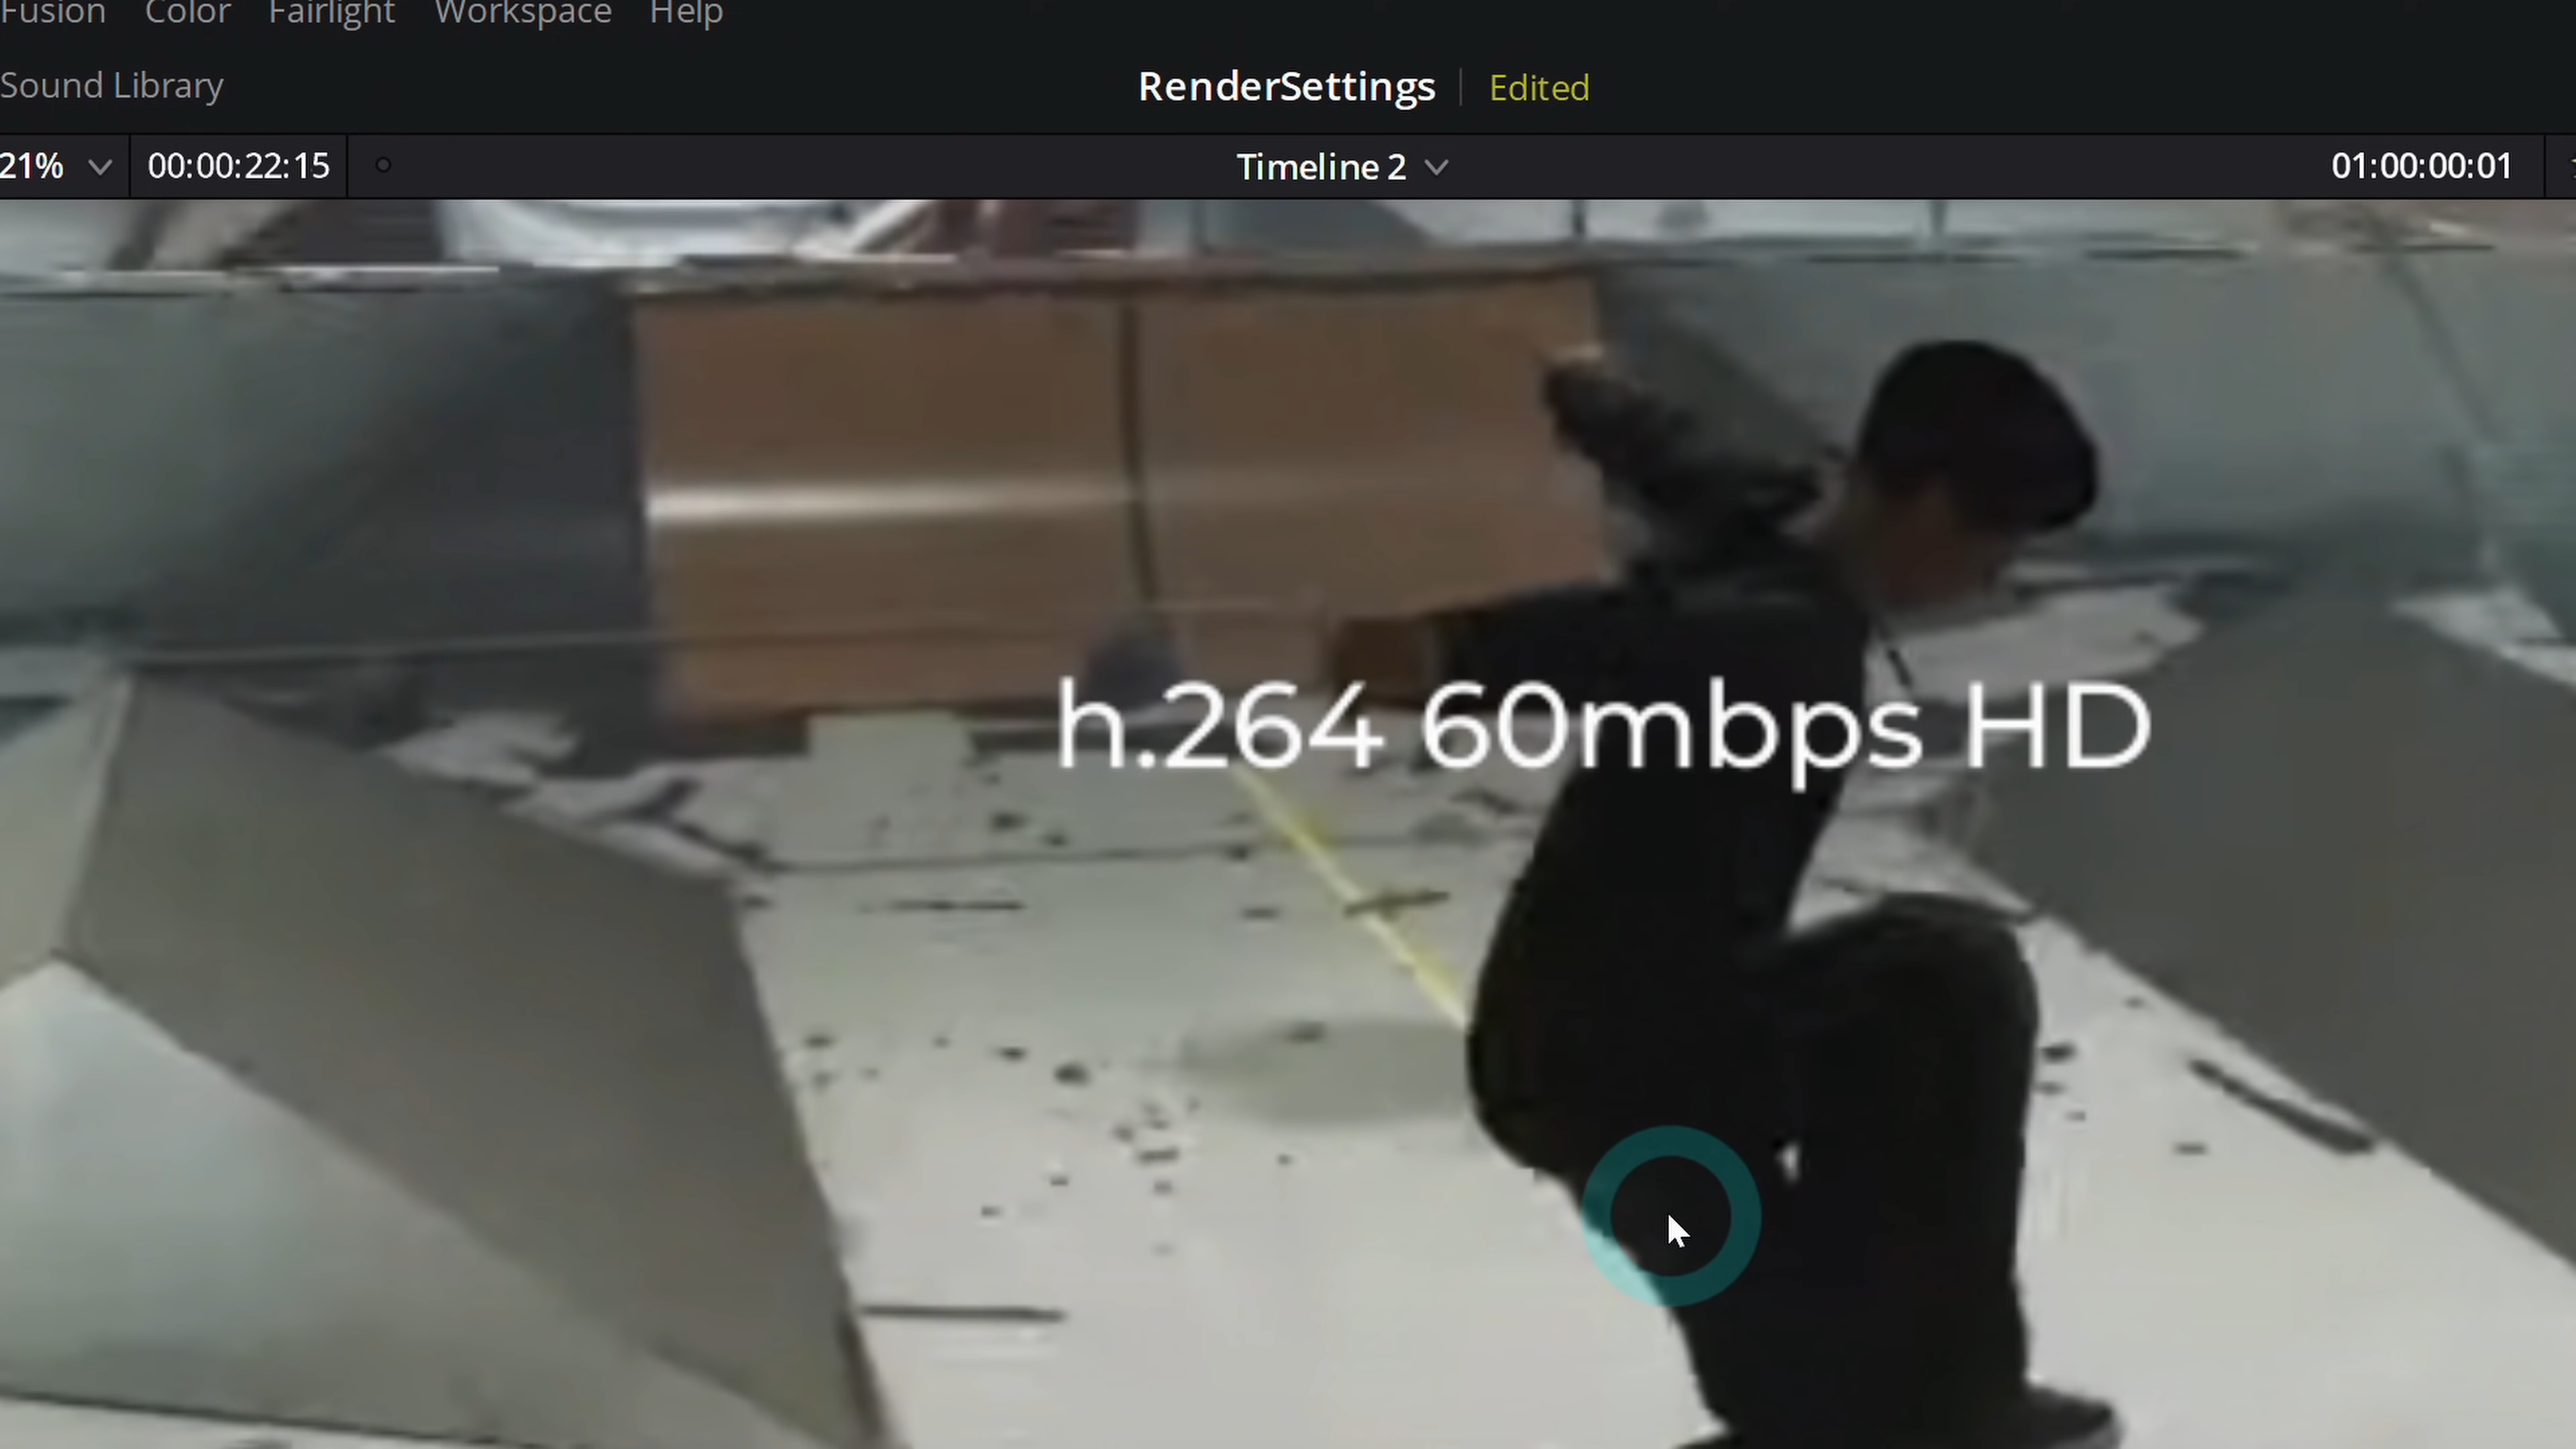 Fusion Color Fairlight Workspace Help
Sound Library RenderSettings Edited
21% 00:00:22:15 Timeline 2 01:00:00:01
h.264 60mbps HD